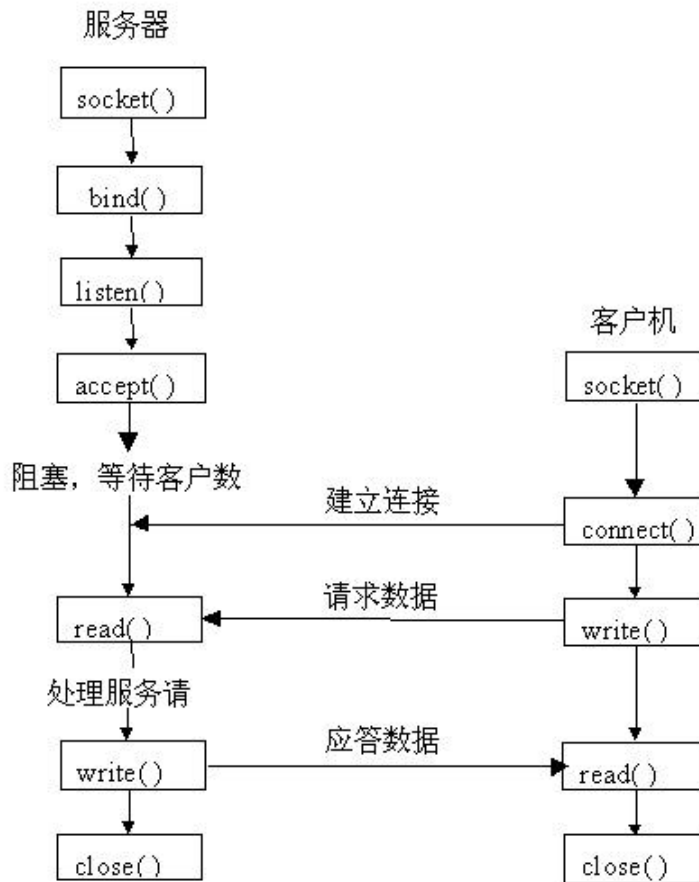 服务器
socket()
bind()
listen()
accept()
阻塞，等待客户数
客户机
socket()
建立连接
connect()
请求数据
read()
write()
处理服务请
应答数据
write()
read()
close()
close()